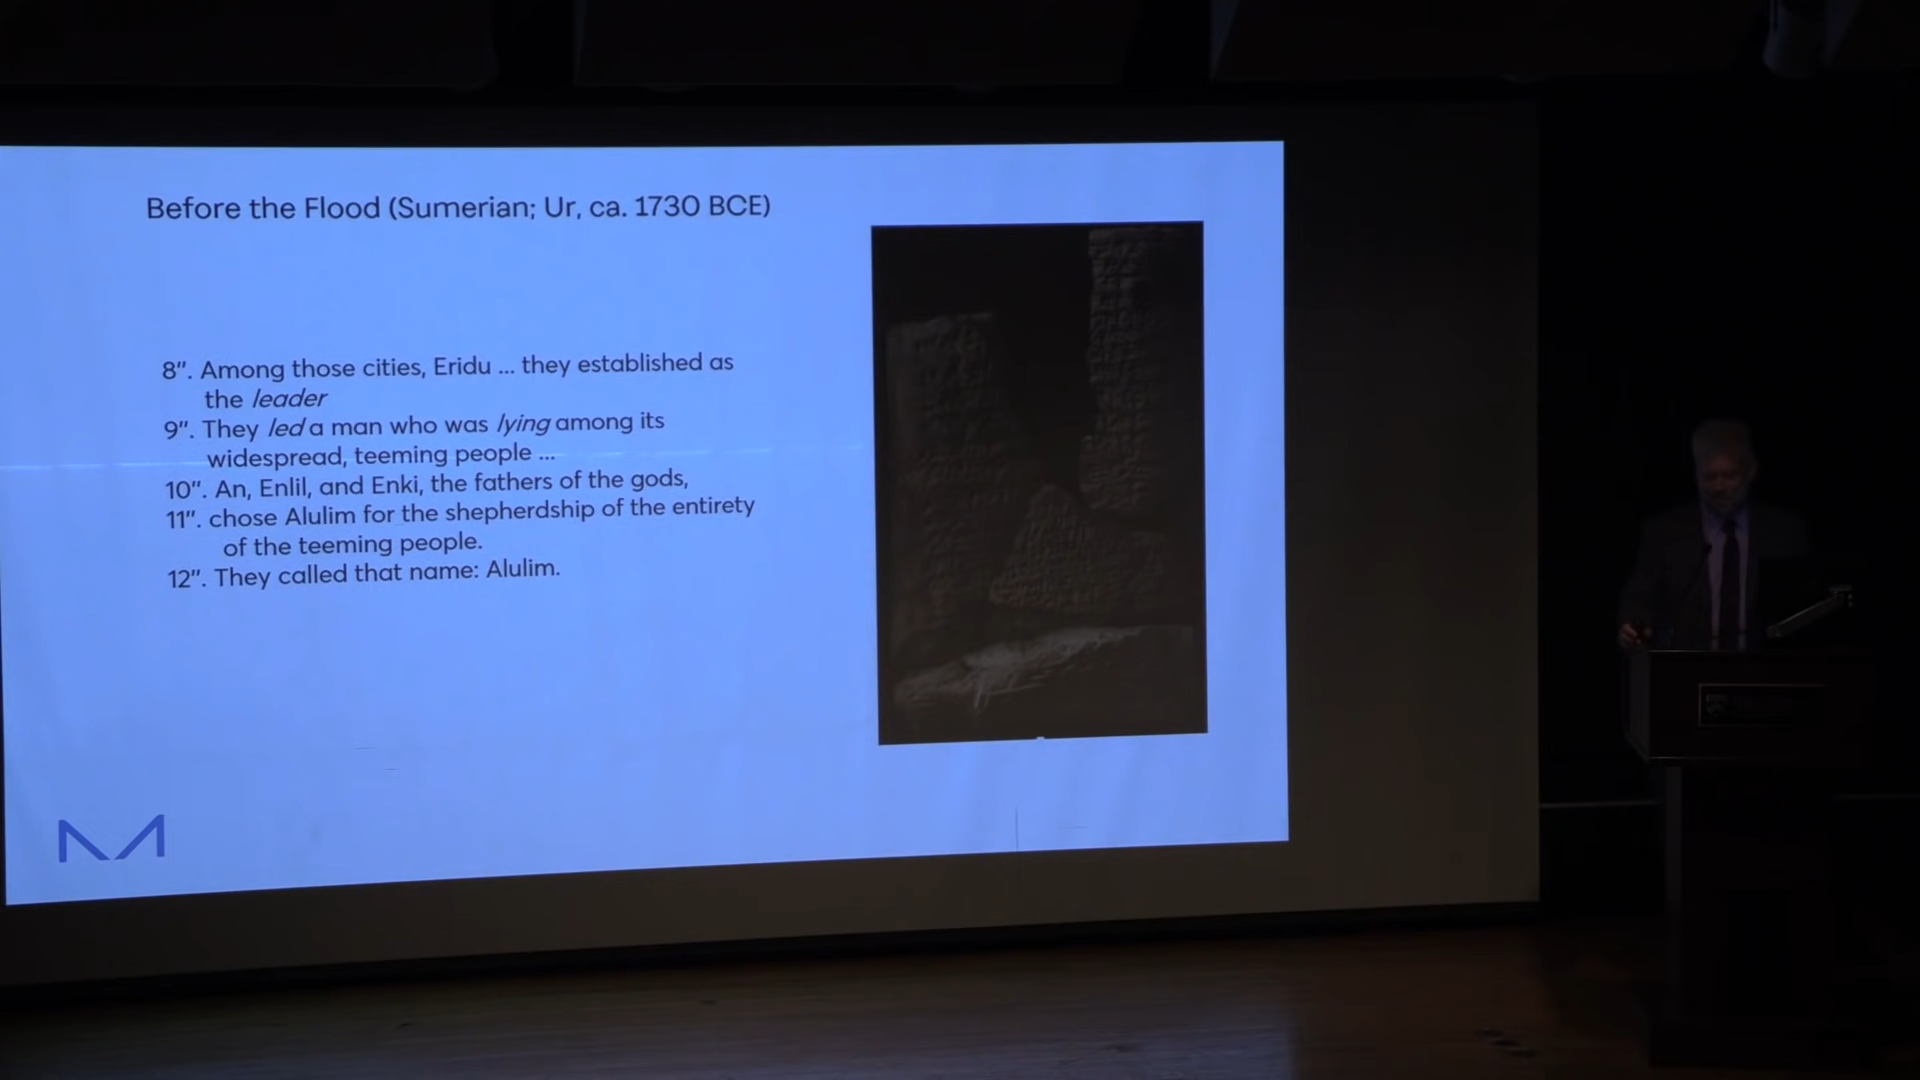 Before the Flood (Sumerian; Ur, ca. 1730 BCE)
8". Among those cities, Eridu ... they established as
the leader
9". They led a man who was lying among its
widespread, teeming people ...
10". An, Enlil, and Enki, the fathers of the gods,
11". chose Alulim for the shepherdship of the entirety
of the teeming people.
12". They called that name: Alulim.